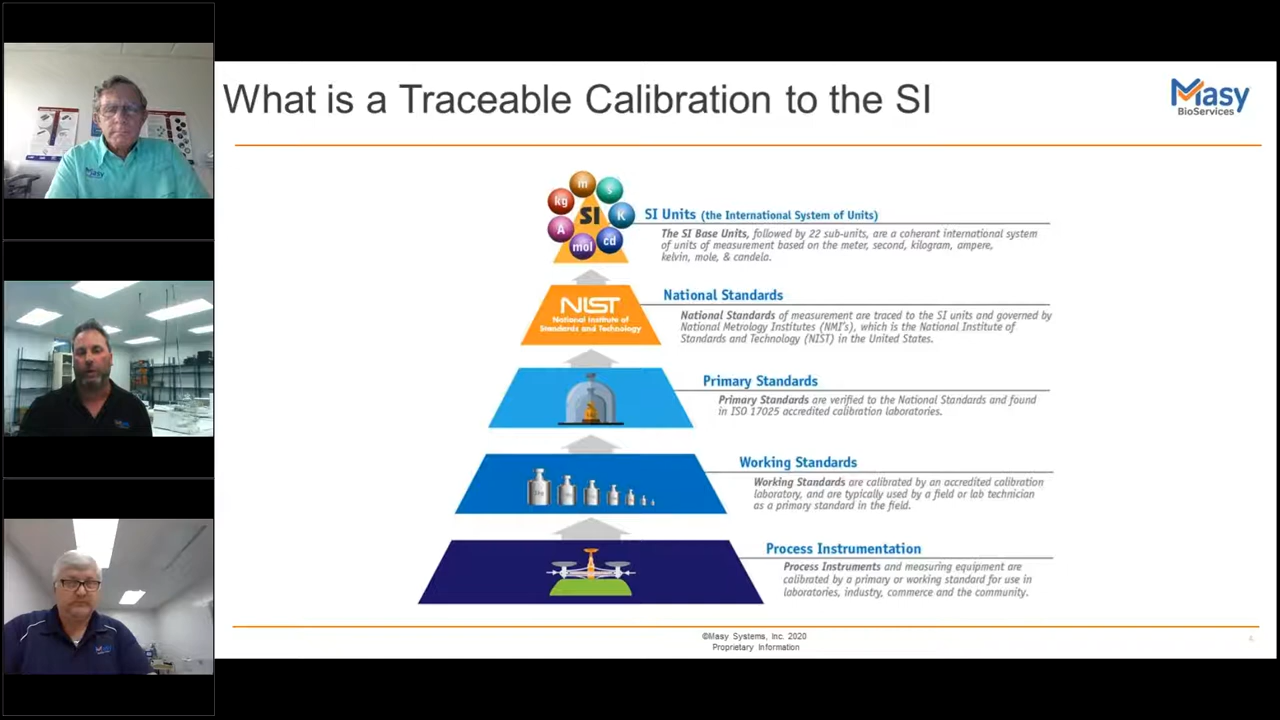 What is a Traceable Calibration to the SI
Masy
BioServices
m
s
kg
K
SI
A
cd
mol
SI Units (the International System of Units)
The SI Base Units, followed by 22 sub-units, are a coherant international system
of units of measurement based on the meter, second, kilogram, ampere,
kelvin, mole, & candela.
NIST
National Institute of
Standards and Technology
National Standards
National Standards of measurement are traced to the SI units and governed by
National Metrology Institutes (NMI's), which is the National Institute of
Standards and Technology (NIST) in the United States.
Primary Standards
Primary Standards are verified to the National Standards and found
in ISO 17025 accredited calibration laboratories.
Working Standards
Working Standards are calibrated by an accredited calibration
laboratory, and are typically used by a field or lab technician
as a primary standard in the field.
Process Instrumentation
Process Instruments and measuring equipment are
calibrated by a primary or working standard for use in
laboratories, industry, commerce and the community.
©Masy Systems, Inc. 2020
Proprietary Information
4
Masy